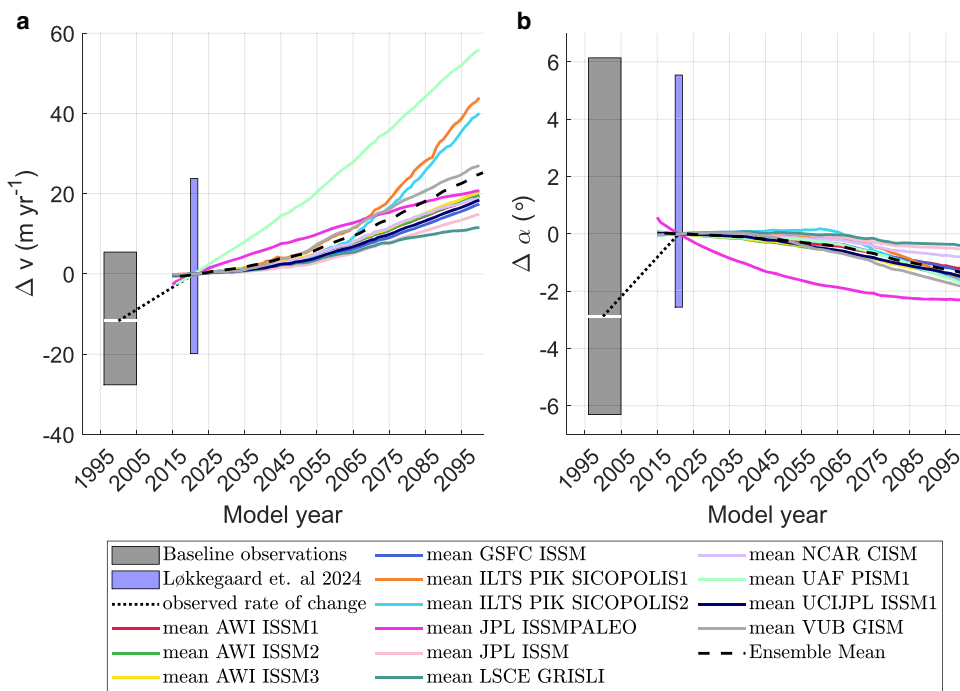 a
b
60
40
20
0
-20
-40
Δ v (m yr-1)
1995
2005
2015
2025
2035
2045
2055
2065
2075
2085
2095
Model year
6
4
2
0
-2
-4
-6
Δ α (°)
1995
2005
2015
2025
2035
2045
2055
2065
2075
2085
2095
Model year
Baseline observations
Løkkegaard et. al 2024
observed rate of change
mean AWI ISSM1
mean AWI ISSM2
mean AWI ISSM3
mean GSFC ISSM
mean ILTS PIK SICOPOLIS1
mean ILTS PIK SICOPOLIS2
mean JPL ISSMPALEO
mean JPL ISSM
mean LSCE GRISLI
mean NCAR CISM
mean UAF PISM1
mean UCIJPL ISSM1
mean VUB GISM
Ensemble Mean